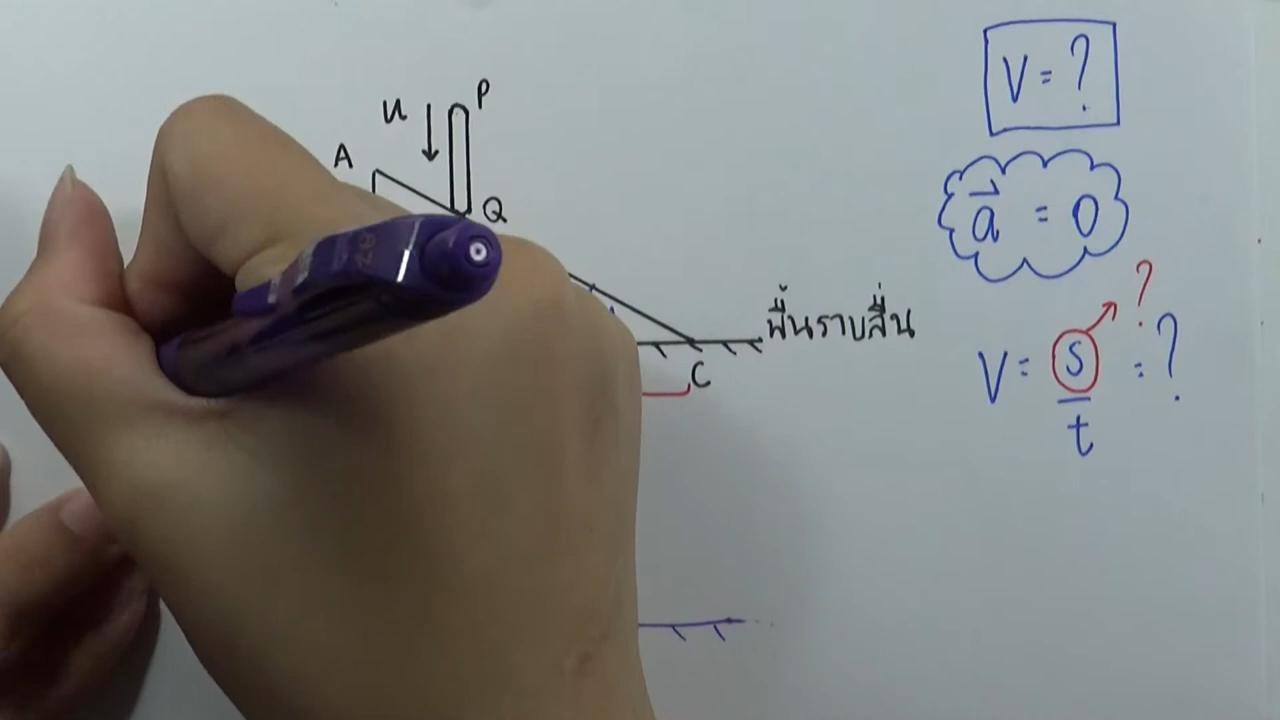 V = ?
P
u
A
a⃗ = 0
Q
พื้นราบลื่น
?
V = s/t = ?
C